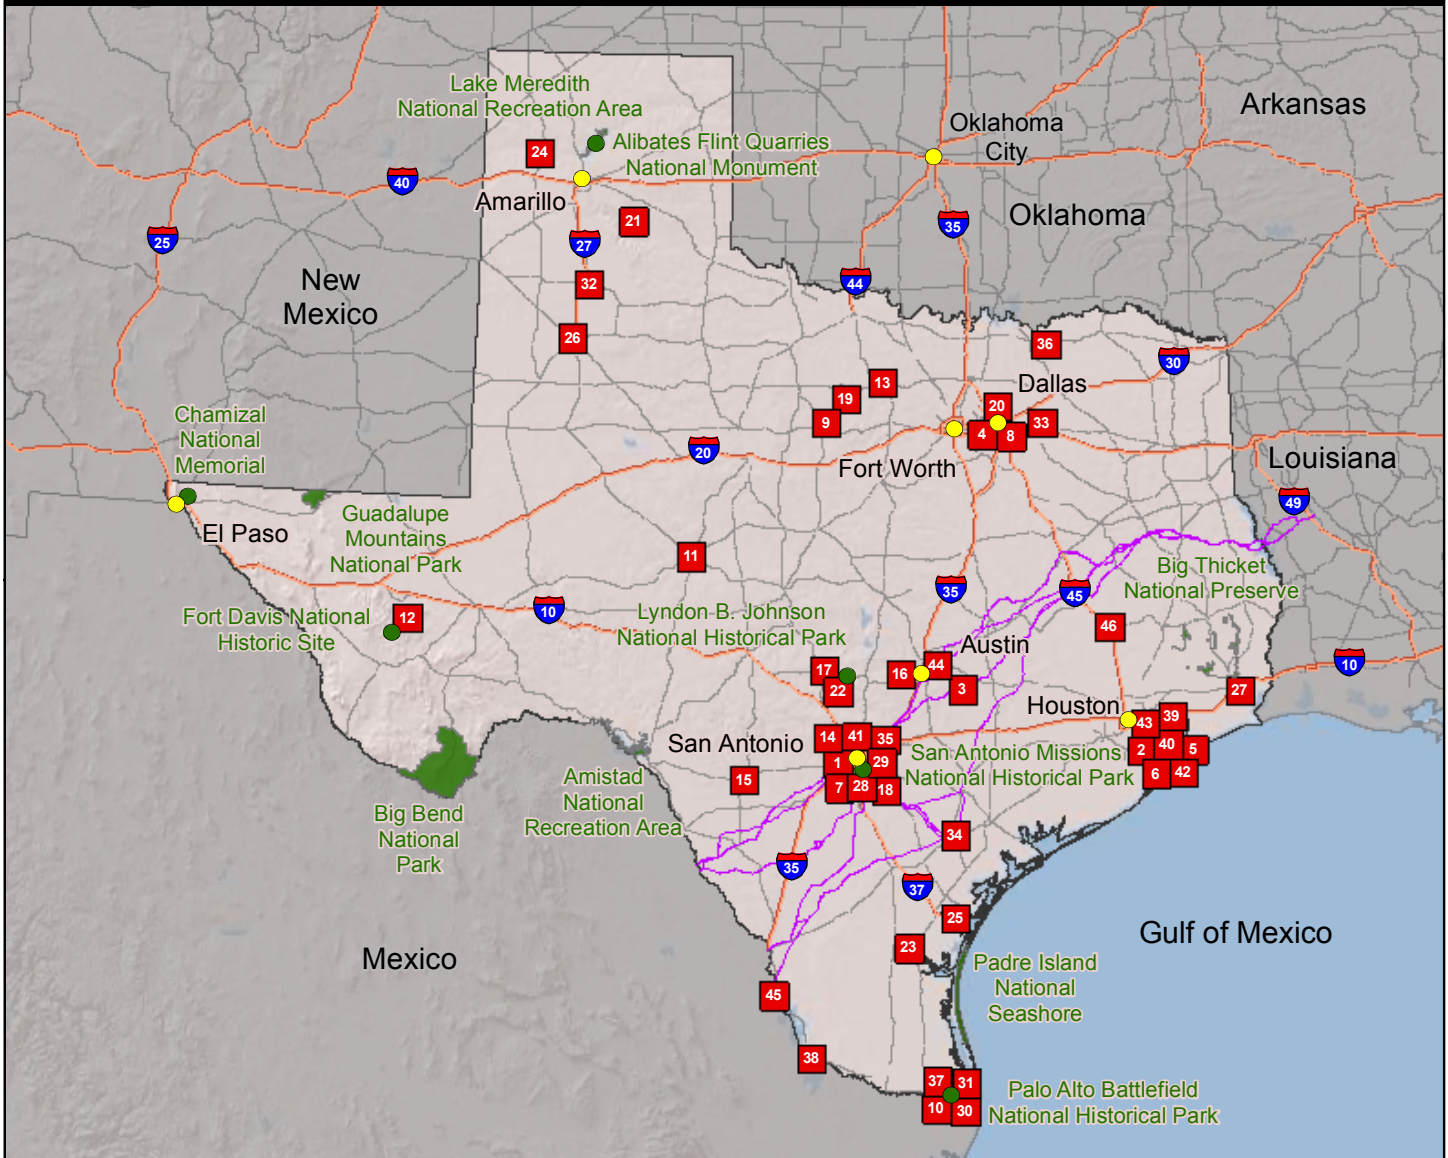 Lake Meredith
National Recreation Area
Arkansas
Oklahoma
City
Alibates Flint Quarries
National Monument
24
40
Amarillo
21
Oklahoma
35
25
27
New
Mexico
44
32
26
36
30
13
Dallas
19
20
9
4
8
33
Chamizal
National
Memorial
20
Fort Worth
Louisiana
49
El Paso
Guadalupe
Mountains
National Park
11
Big Thicket
National Preserve
35
45
Fort Davis National
Historic Site
12
10
Lyndon B. Johnson
National Historical Park
46
Austin
10
17
22
16
44
3
27
Houston
43
39
San Antonio
14
41
35
San Antonio Missions
National Historical Park
2
40
5
1
29
15
7
28
18
6
42
Amistad
National
Recreation Area
Big Bend
National
Park
34
35
37
25
Gulf of Mexico
23
Mexico
Padre Island
National
Seashore
45
38
37
31
10
30
Palo Alto Battlefield
National Historical Park